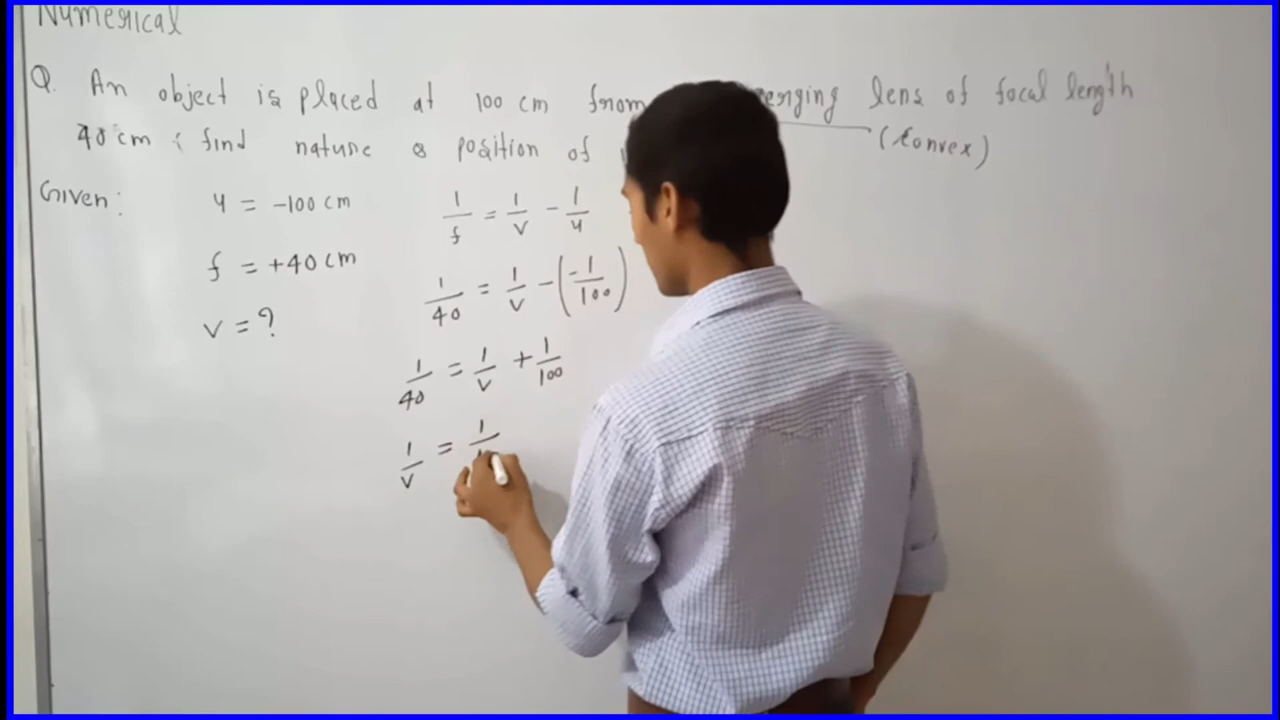 Numerical
Q. An object is placed at 100 cm from erging lens of focal length
40 cm ; find nature & position of
(Convex)
Given:
u = -100 cm
f = +40 cm
v = ?
1/f = 1/v - 1/u
1/40 = 1/v - (-1/100)
1/40 = 1/v + 1/100
1/v = 1/